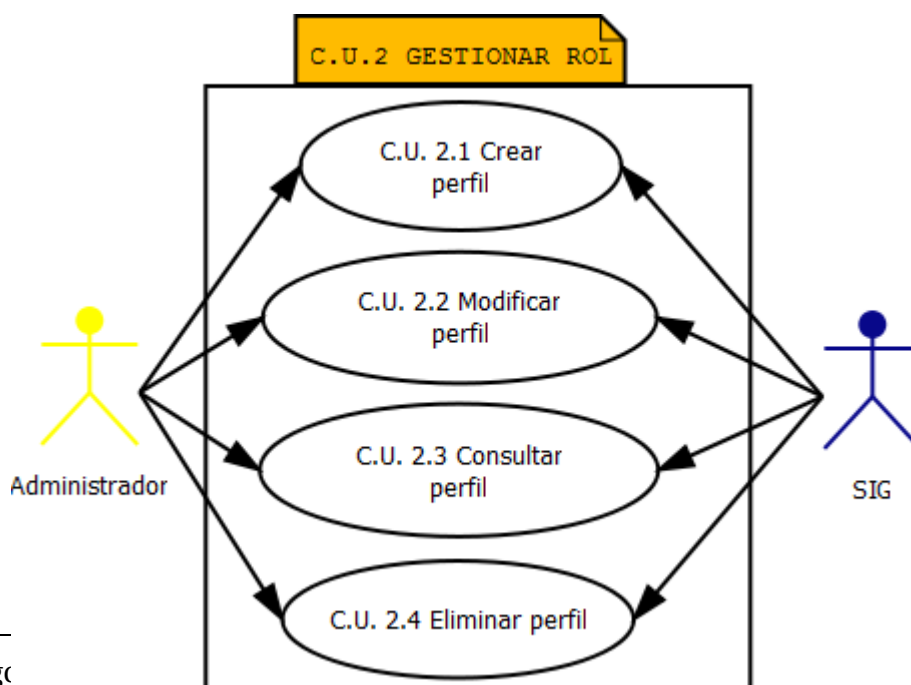 C.U.2 GESTIONAR ROL
C.U. 2.1 Crear
perfil
C.U. 2.2 Modificar
perfil
C.U. 2.3 Consultar
perfil
C.U. 2.4 Eliminar perfil
Administrador
SIG